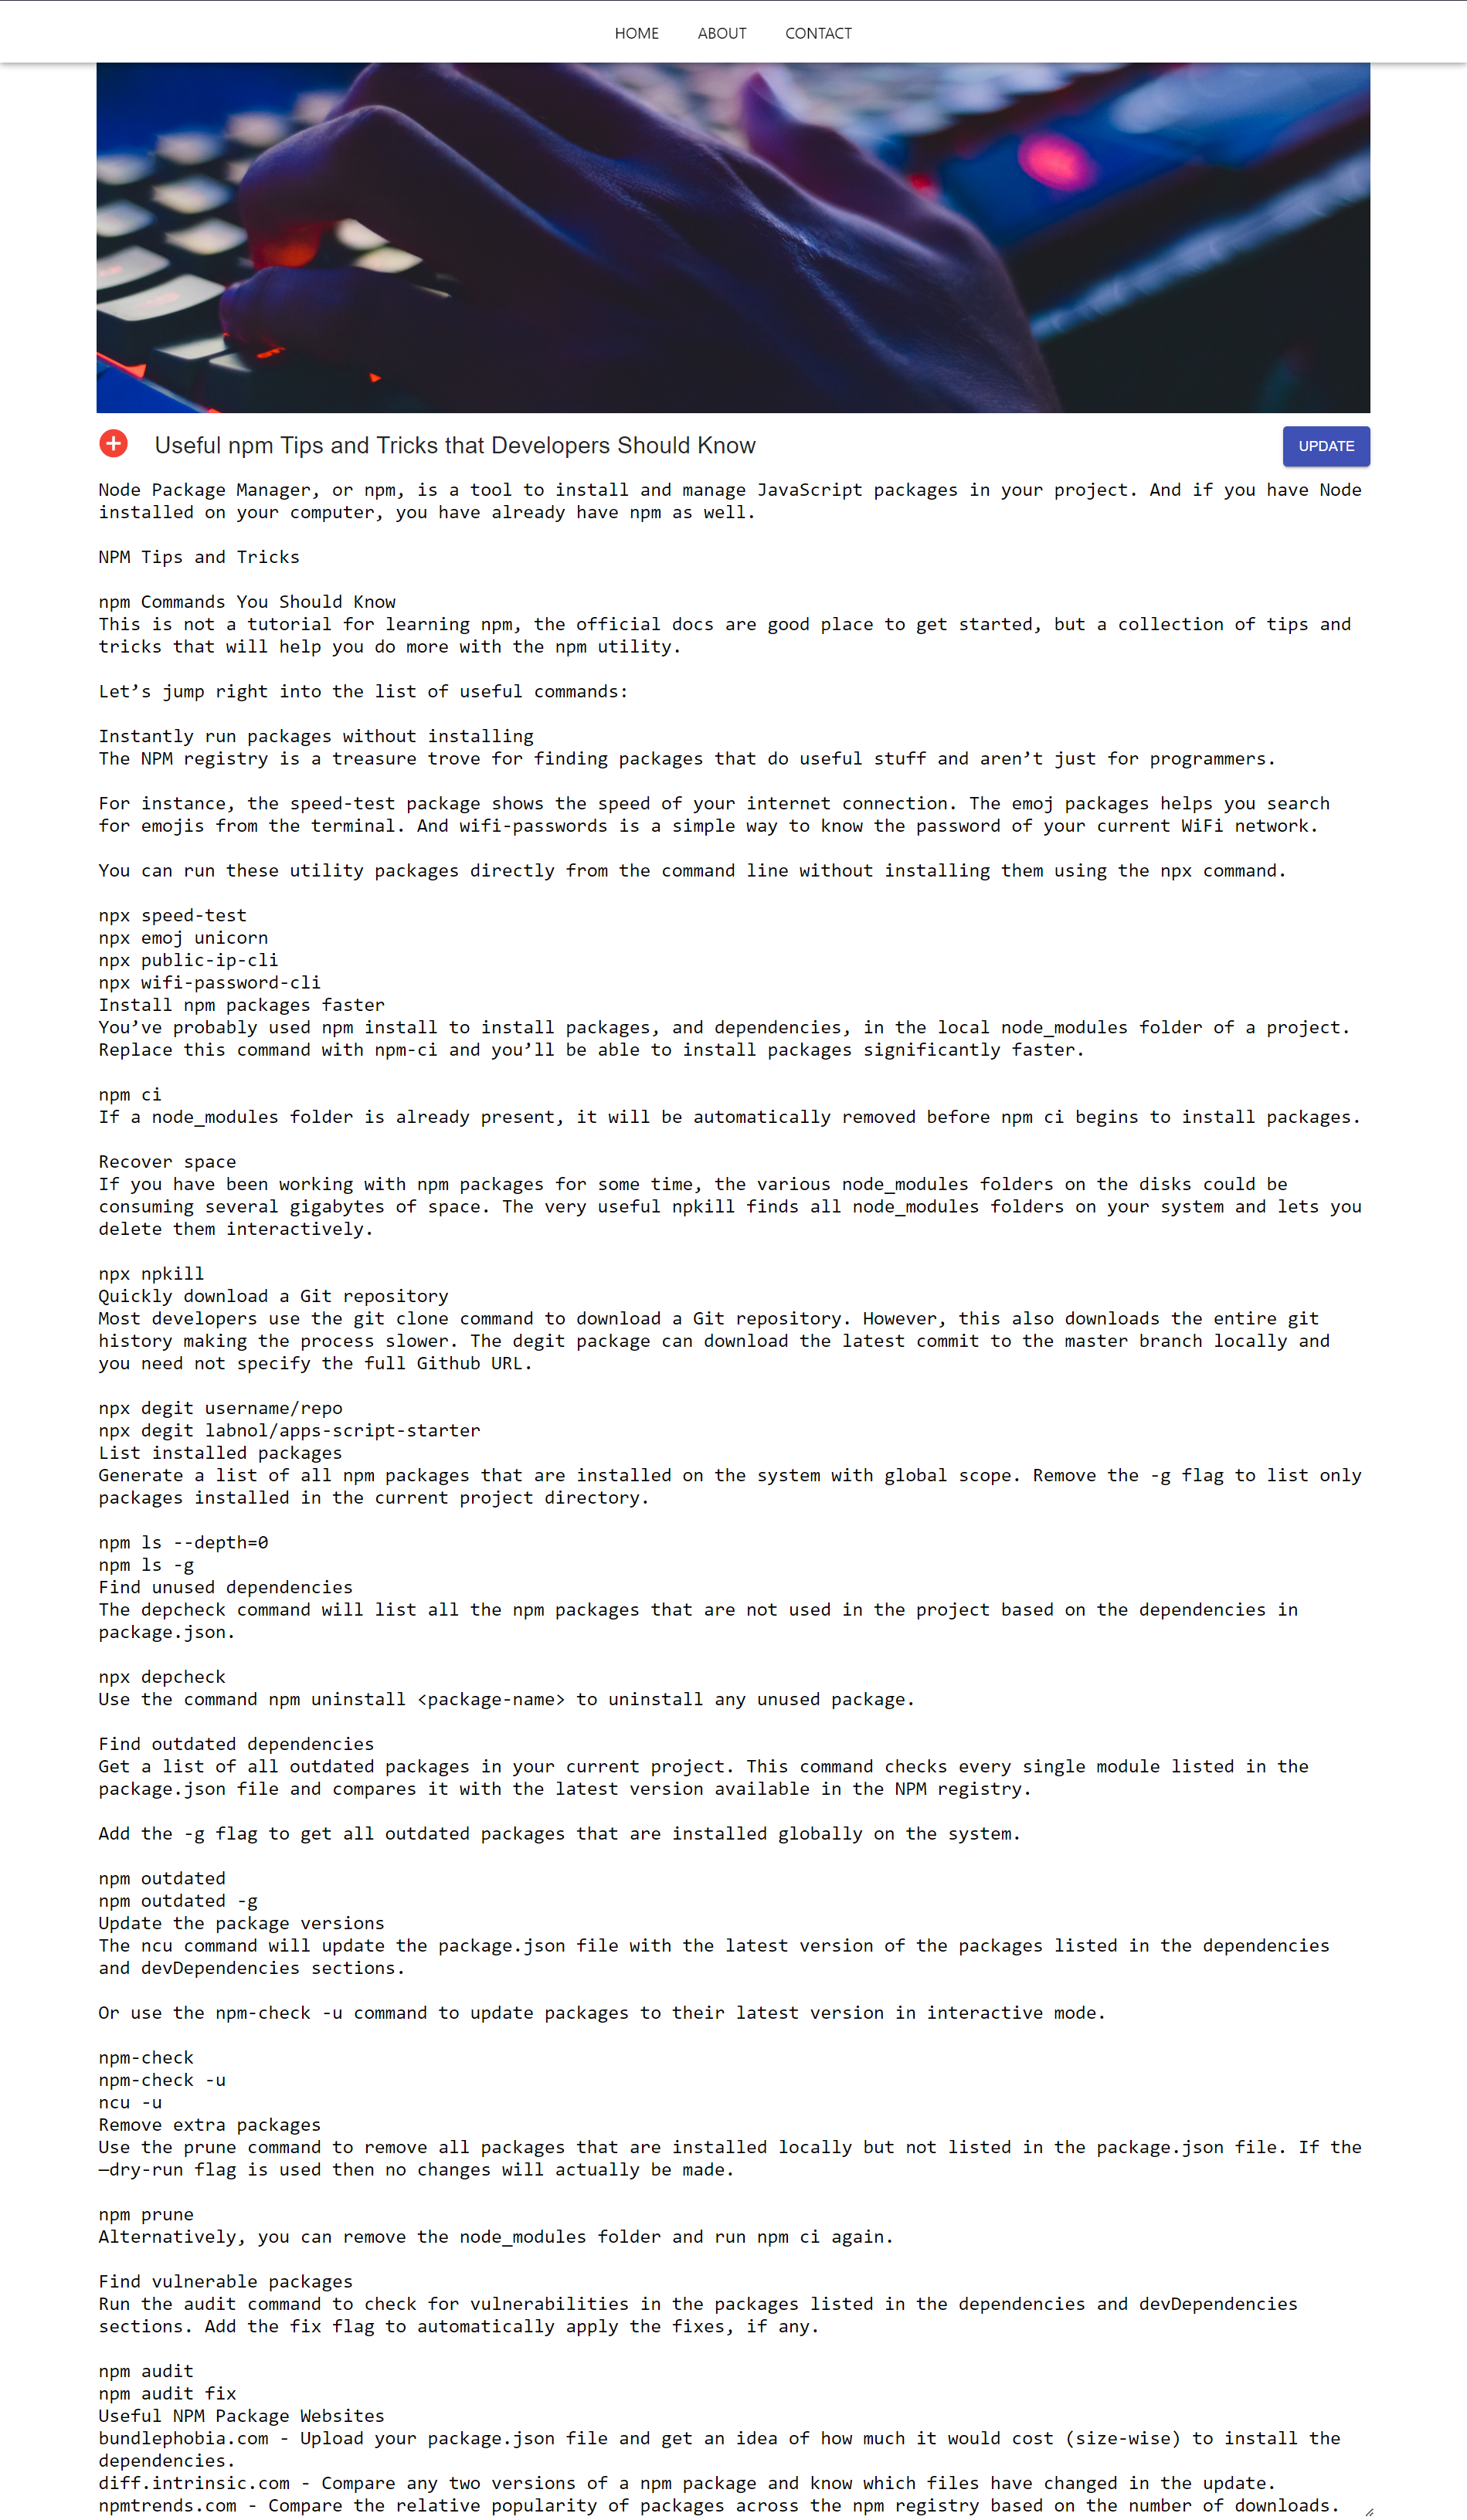 HOME ABOUT CONTACT
Useful npm Tips and Tricks that Developers Should Know
UPDATE
Node Package Manager, or npm, is a tool to install and manage JavaScript packages in your project. And if you have Node
installed on your computer, you have already have npm as well.
NPM Tips and Tricks
npm Commands You Should Know
This is not a tutorial for learning npm, the official docs are good place to get started, but a collection of tips and
tricks that will help you do more with the npm utility.
Let’s jump right into the list of useful commands:
Instantly run packages without installing
The NPM registry is a treasure trove for finding packages that do useful stuff and aren’t just for programmers.
For instance, the speed-test package shows the speed of your internet connection. The emoj packages helps you search
for emojis from the terminal. And wifi-passwords is a simple way to know the password of your current WiFi network.
You can run these utility packages directly from the command line without installing them using the npx command.
npx speed-test
npx emoj unicorn
npx public-ip-cli
npx wifi-password-cli
Install npm packages faster
You’ve probably used npm install to install packages, and dependencies, in the local node_modules folder of a project.
Replace this command with npm-ci and you’ll be able to install packages significantly faster.
npm ci
If a node_modules folder is already present, it will be automatically removed before npm ci begins to install packages.
Recover space
If you have been working with npm packages for some time, the various node_modules folders on the disks could be
consuming several gigabytes of space. The very useful npkill finds all node_modules folders on your system and lets you
delete them interactively.
npx npkill
Quickly download a Git repository
Most developers use the git clone command to download a Git repository. However, this also downloads the entire git
history making the process slower. The degit package can download the latest commit to the master branch locally and
you need not specify the full Github URL.
npx degit username/repo
npx degit labnol/apps-script-starter
List installed packages
Generate a list of all npm packages that are installed on the system with global scope. Remove the -g flag to list only
packages installed in the current project directory.
npm ls --depth=0
npm ls -g
Find unused dependencies
The depcheck command will list all the npm packages that are not used in the project based on the dependencies in
package.json.
npx depcheck
Use the command npm uninstall <package-name> to uninstall any unused package.
Find outdated dependencies
Get a list of all outdated packages in your current project. This command checks every single module listed in the
package.json file and compares it with the latest version available in the NPM registry.
Add the -g flag to get all outdated packages that are installed globally on the system.
npm outdated
npm outdated -g
Update the package versions
The ncu command will update the package.json file with the latest version of the packages listed in the dependencies
and devDependencies sections.
Or use the npm-check -u command to update packages to their latest version in interactive mode.
npm-check
npm-check -u
ncu -u
Remove extra packages
Use the prune command to remove all packages that are installed locally but not listed in the package.json file. If the
—dry-run flag is used then no changes will actually be made.
npm prune
Alternatively, you can remove the node_modules folder and run npm ci again.
Find vulnerable packages
Run the audit command to check for vulnerabilities in the packages listed in the dependencies and devDependencies
sections. Add the fix flag to automatically apply the fixes, if any.
npm audit
npm audit fix
Useful NPM Package Websites
bundlephobia.com - Upload your package.json file and get an idea of how much it would cost (size-wise) to install the
dependencies.
diff.intrinsic.com - Compare any two versions of a npm package and know which files have changed in the update.
npmtrends.com - Compare the relative popularity of packages across the npm registry based on the number of downloads.